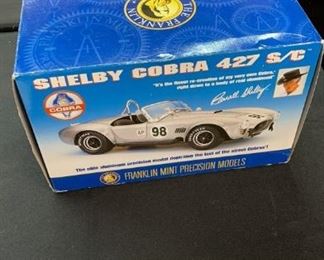 THE FRANKLIN
SHELBY COBRA 427 S/C
"It's the finest re-creation of my very own Cobra,
right down to a body of real aluminum!"
COBRA
Carroll Shelby
98
The only aluminum precision model depicting the last of the street Cobras!
FRANKLIN MINT PRECISION MODELS